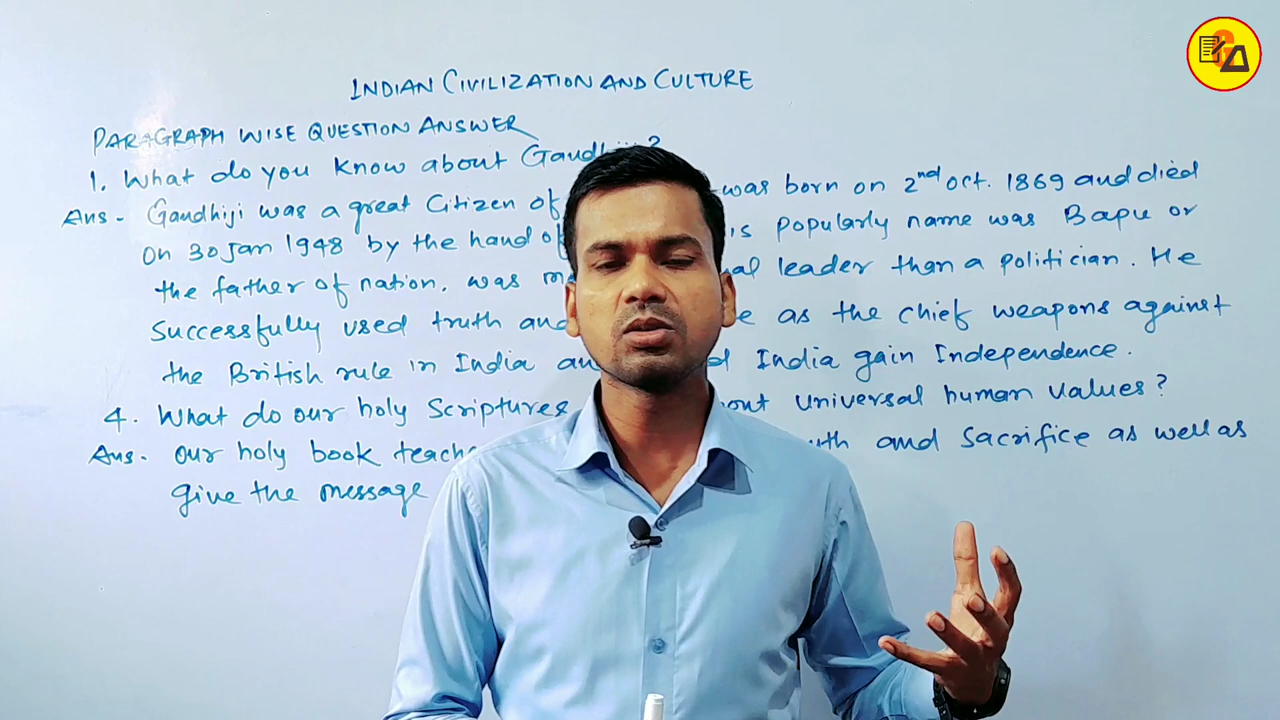 INDIAN CIVILIZATION AND CULTURE
PARAGRAPH WISE QUESTION ANSWER
1. What do you know about
Ans - Gandhiji was a great Citizen of was born on 2nd oct. 1869 and died
on 30 Jan 1948 by the hand of popularly name was Bapu or
the father of nation. was leader than a politician. He
Successfully used truth and as the chief weapons against
the British rule in India India gain Independence.
4. What do our holy Scriptures universal human values?
Ans. our holy book and Sacrifice as well as
give the message